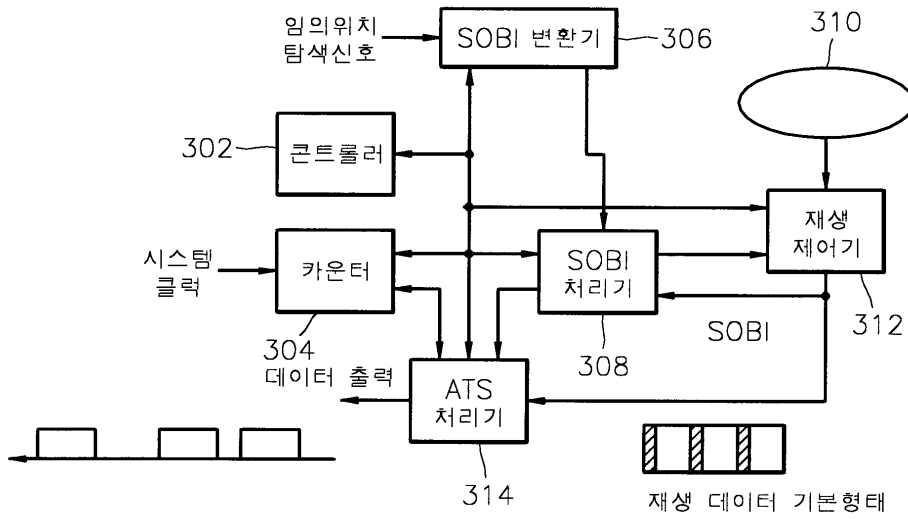 임의위치
탐색신호
SOBI 변환기
306
310
302
콘트롤러
재생
제어기
시스템
클럭
카운터
SOBI
처리기
SOBI
312
304
308
데이터 출력
ATS
처리기
314
재생 데이터 기본형태